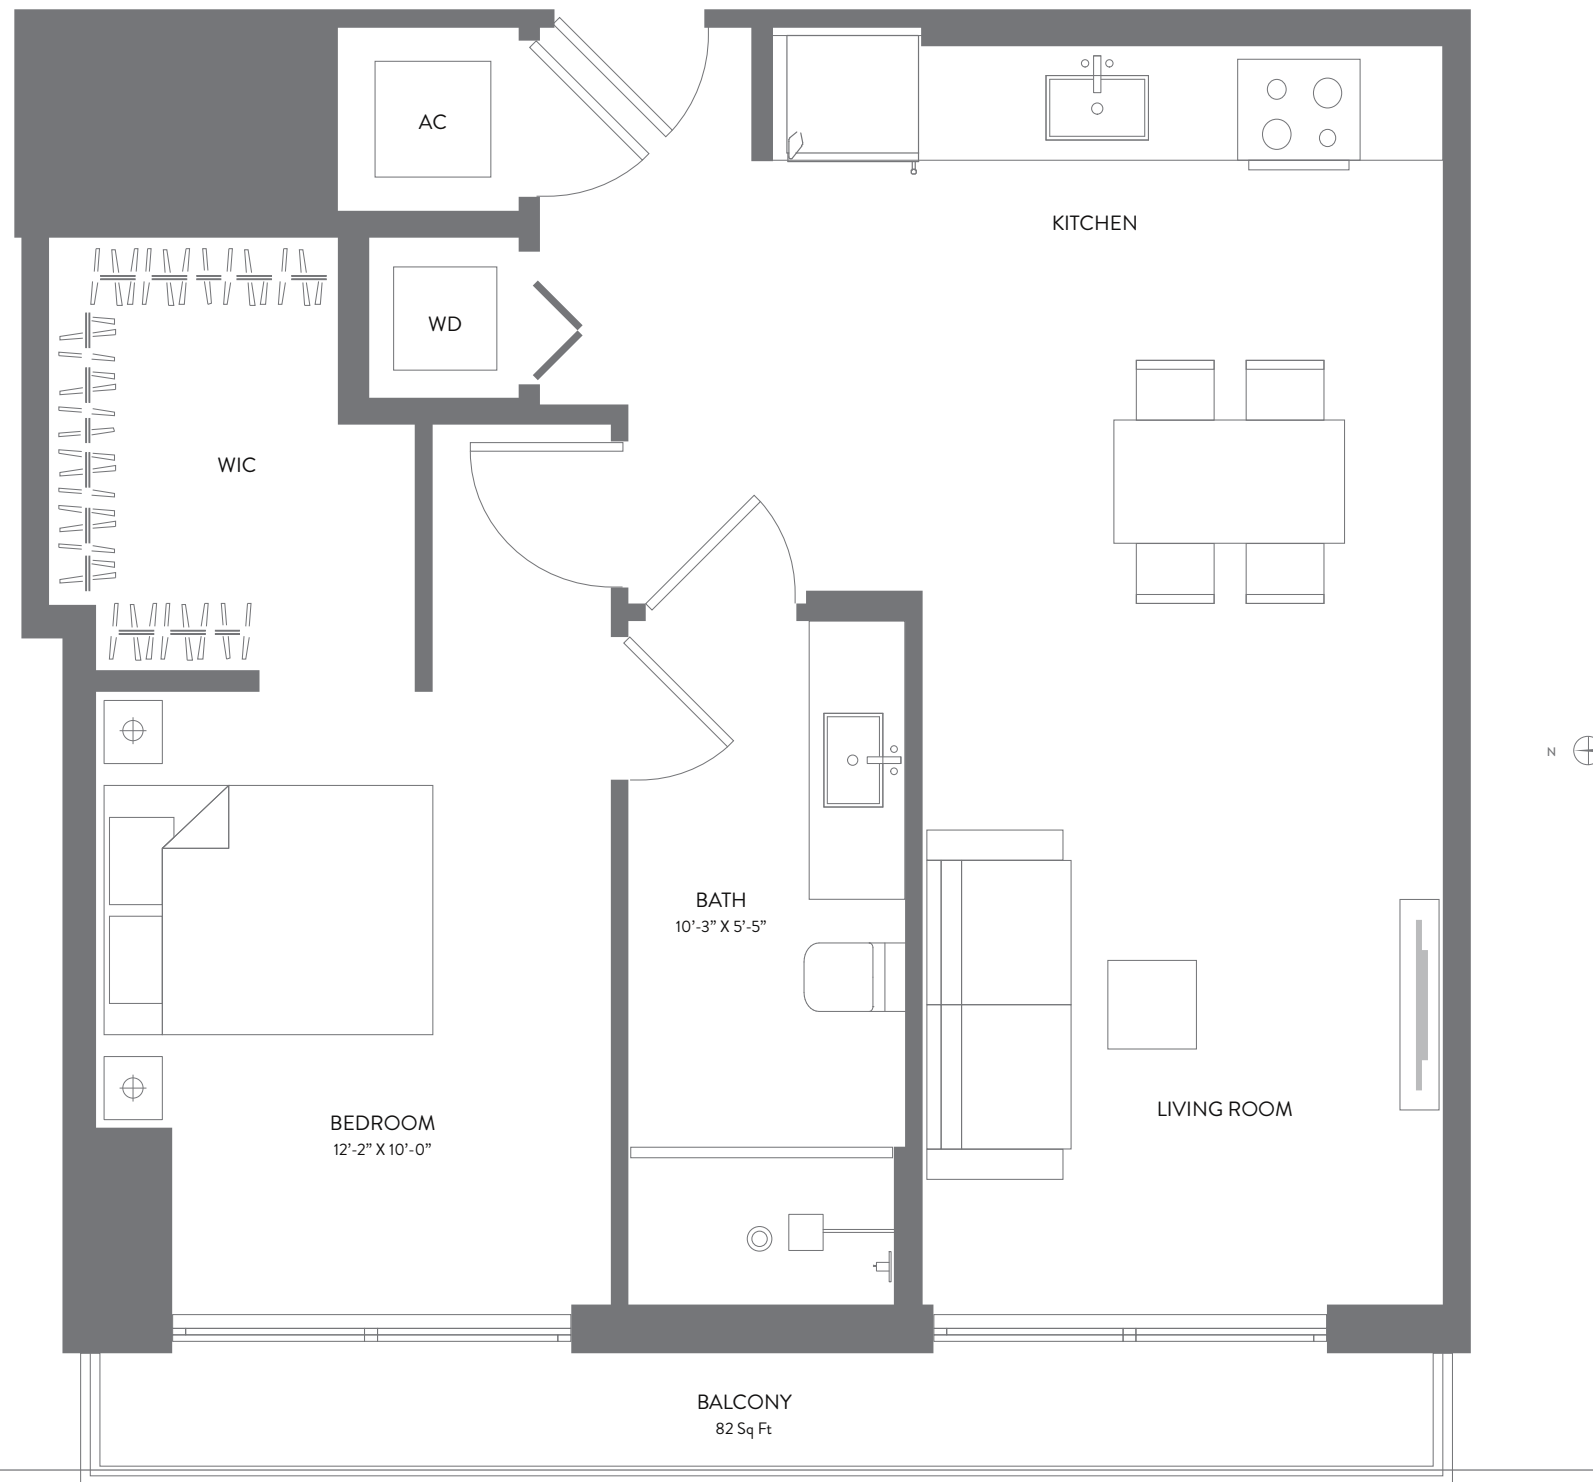 AC
KITCHEN
WD
WIC
N
BATH
10’-3” X 5’-5”
LIVING ROOM
BEDROOM
12’-2” X 10’-0”
BALCONY
82 Sq Ft